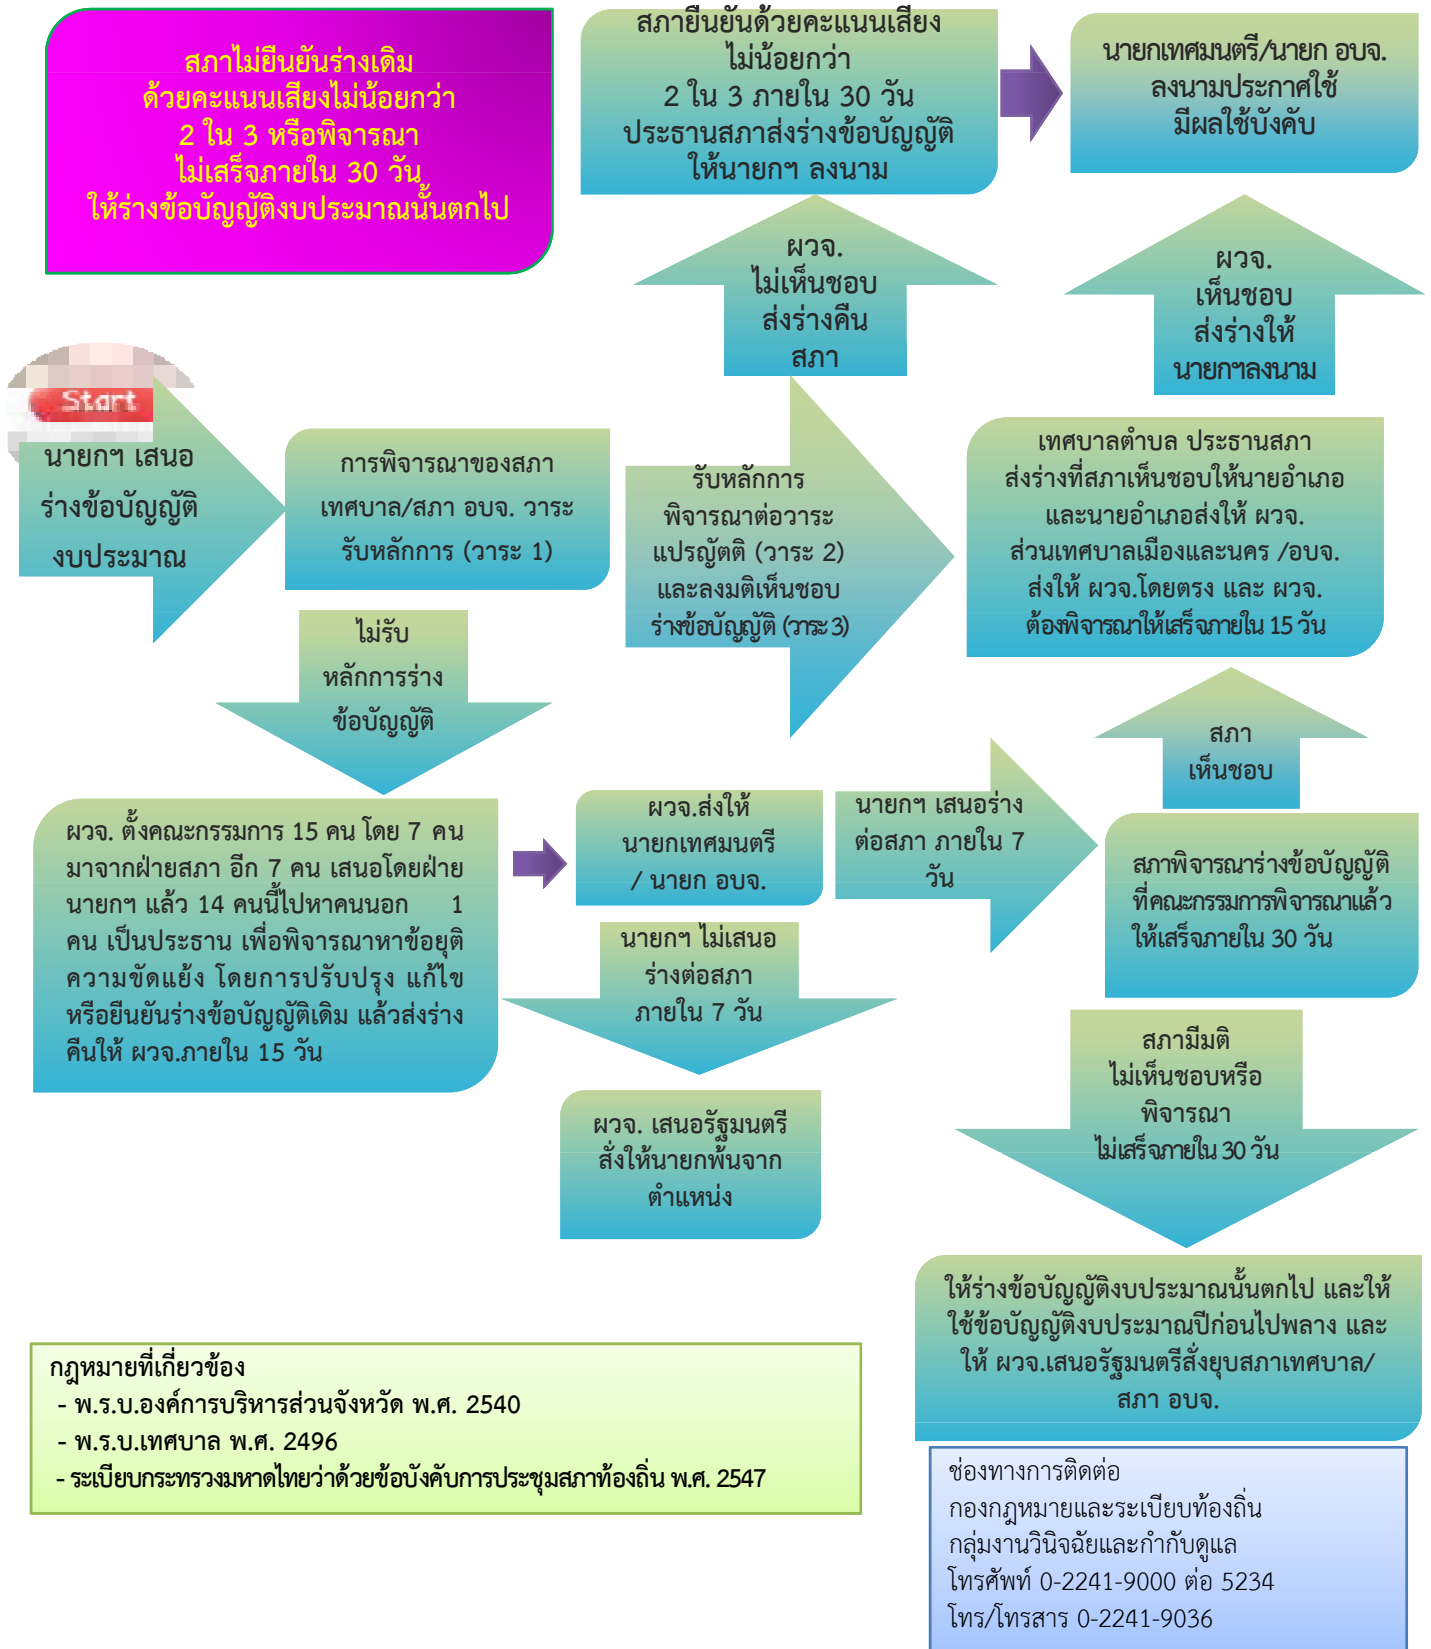 สภาไม่ยืนยันร่างเดิม
ด้วยคะแนนเสียงไม่น้อยกว่า
2 ใน 3 หรือพิจารณา
ไม่เสร็จภายใน 30 วัน
ให้ร่างข้อบัญญัติงบประมาณนั้นตกไป
สภายืนยันด้วยคะแนนเสียง
ไม่น้อยกว่า
2 ใน 3 ภายใน 30 วัน
ประธานสภาส่งร่างข้อบัญญัติ
ให้นายกฯ ลงนาม
นายกเทศมนตรี/นายก อบจ.
ลงนามประกาศใช้
มีผลใช้บังคับ
ผวจ.
ไม่เห็นชอบ
ส่งร่างคืน
สภา
ผวจ.
เห็นชอบ
ส่งร่างให้
นายกฯลงนาม
Start
นายกฯ เสนอ
ร่างข้อบัญญัติ
งบประมาณ
การพิจารณาของสภา
เทศบาล/สภา อบจ. วาระ
รับหลักการ (วาระ 1)
รับหลักการ
พิจารณาต่อวาระ
แปรญัตติ (วาระ 2)
และลงมติเห็นชอบ
ร่างข้อบัญญัติ (วาระ 3)
เทศบาลตำบล ประธานสภา
ส่งร่างที่สภาเห็นชอบให้นายอำเภอ
และนายอำเภอส่งให้ ผวจ.
ส่วนเทศบาลเมืองและนคร /อบจ.
ส่งให้ ผวจ.โดยตรง และ ผวจ.
ต้องพิจารณาให้เสร็จภายใน 15 วัน
ไม่รับ
หลักการร่าง
ข้อบัญญัติ
สภา
เห็นชอบ
ผวจ. ตั้งคณะกรรมการ 15 คน โดย 7 คน
มาจากฝ่ายสภา อีก 7 คน เสนอโดยฝ่าย
นายกฯ แล้ว 14 คนนี้ไปหาคนนอก 1
คน เป็นประธาน เพื่อพิจารณาหาข้อยุติ
ความขัดแย้ง โดยการปรับปรุง แก้ไข
หรือยืนยันร่างข้อบัญญัติเดิม แล้วส่งร่าง
คืนให้ ผวจ.ภายใน 15 วัน
ผวจ.ส่งให้
นายกเทศมนตรี
/ นายก อบจ.
นายกฯ เสนอร่าง
ต่อสภา ภายใน 7
วัน
สภาพิจารณาร่างข้อบัญญัติ
ที่คณะกรรมการพิจารณาแล้ว
ให้เสร็จภายใน 30 วัน
นายกฯ ไม่เสนอ
ร่างต่อสภา
ภายใน 7 วัน
สภามีมติ
ไม่เห็นชอบหรือ
พิจารณา
ไม่เสร็จภายใน 30 วัน
ผวจ. เสนอรัฐมนตรี
สั่งให้นายกพ้นจาก
ตำแหน่ง
ให้ร่างข้อบัญญัติงบประมาณนั้นตกไป และให้
ใช้ข้อบัญญัติงบประมาณปีก่อนไปพลาง และ
ให้ ผวจ.เสนอรัฐมนตรีสั่งยุบสภาเทศบาล/
สภา อบจ.
กฎหมายที่เกี่ยวข้อง
- พ.ร.บ.องค์การบริหารส่วนจังหวัด พ.ศ. 2540
- พ.ร.บ.เทศบาล พ.ศ. 2496
- ระเบียบกระทรวงมหาดไทยว่าด้วยข้อบังคับการประชุมสภาท้องถิ่น พ.ศ. 2547
ช่องทางการติดต่อ
กองกฎหมายและระเบียบท้องถิ่น
กลุ่มงานวินิจฉัยและกำกับดูแล
โทรศัพท์ 0-2241-9000 ต่อ 5234
โทร/โทรสาร 0-2241-9036